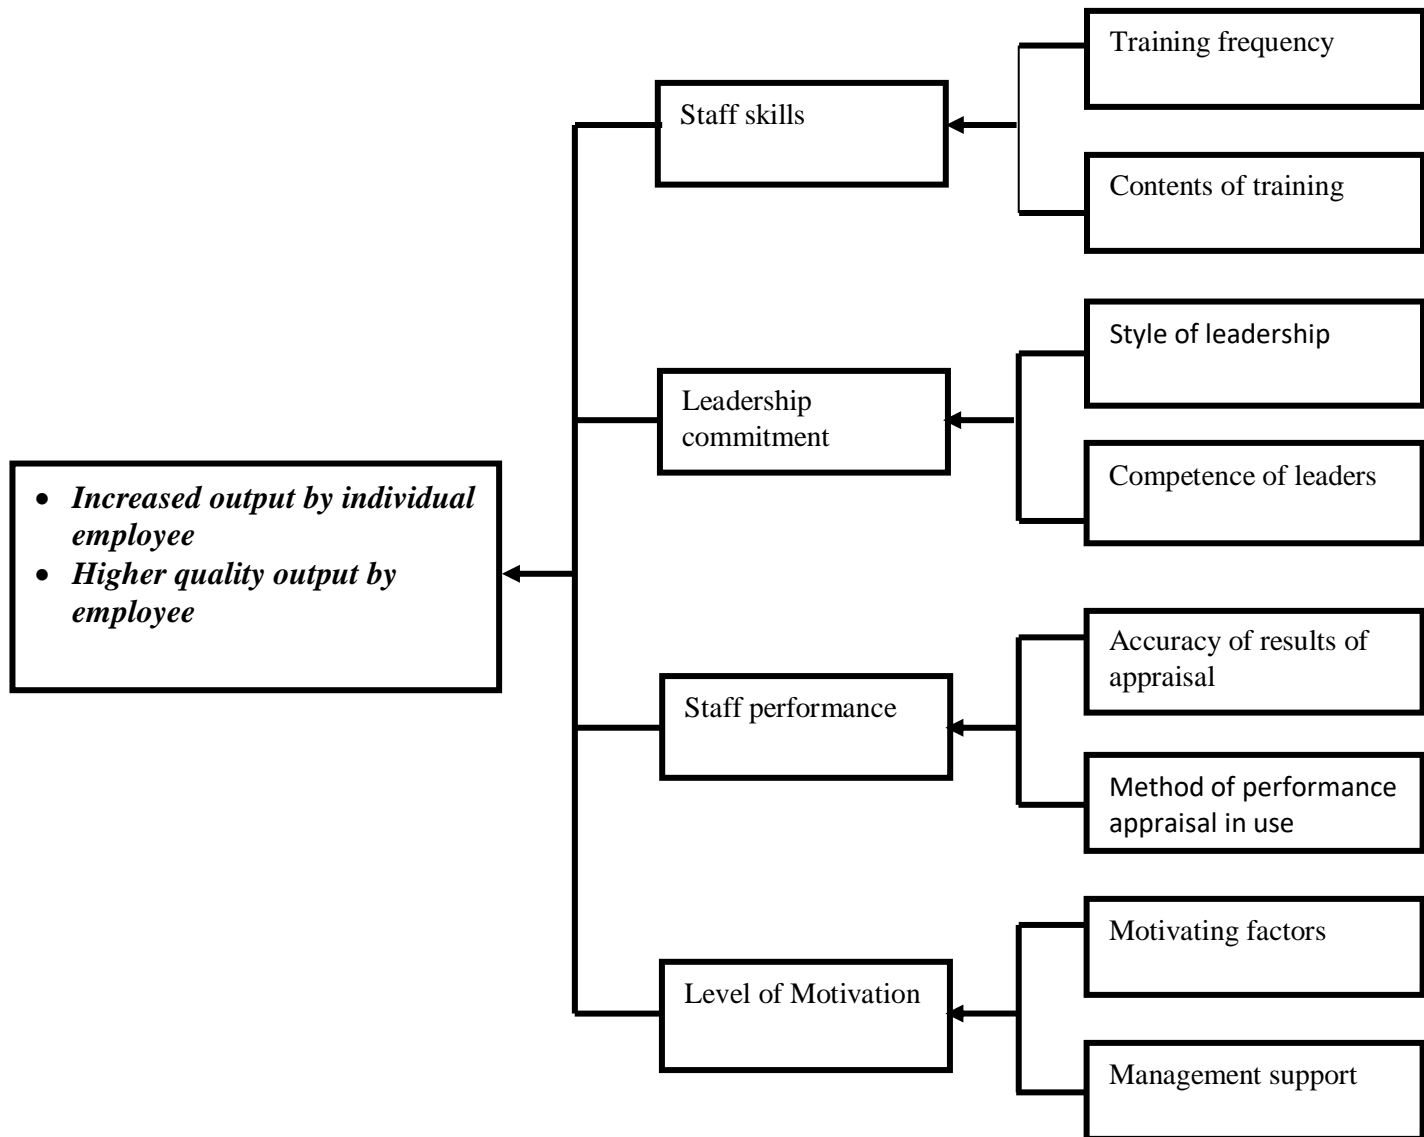 Training frequency
Staff skills
Contents of training
Style of leadership
Leadership
commitment
Competence of leaders
• Increased output by individual
employee
• Higher quality output by
employee
Accuracy of results of
appraisal
Staff performance
Method of performance
appraisal in use
Motivating factors
Level of Motivation
Management support